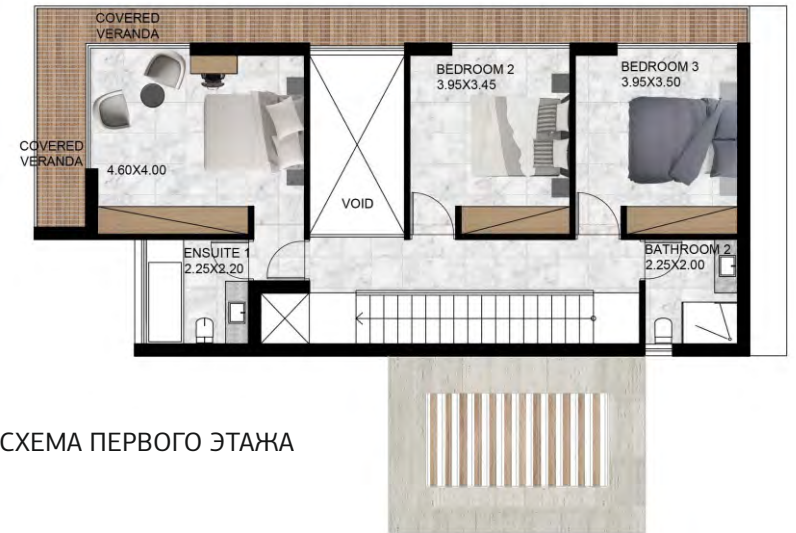 COVERED
VERANDA
BEDROOM 2
3.95X3.45
BEDROOM 3
3.95X3.50
COVERED
VERANDA
4.60X4.00
VOID
ENSUITE 1
2.25X2.20
BATHROOM 2
2.25X2.00
СХЕМА ПЕРВОГО ЭТАЖА